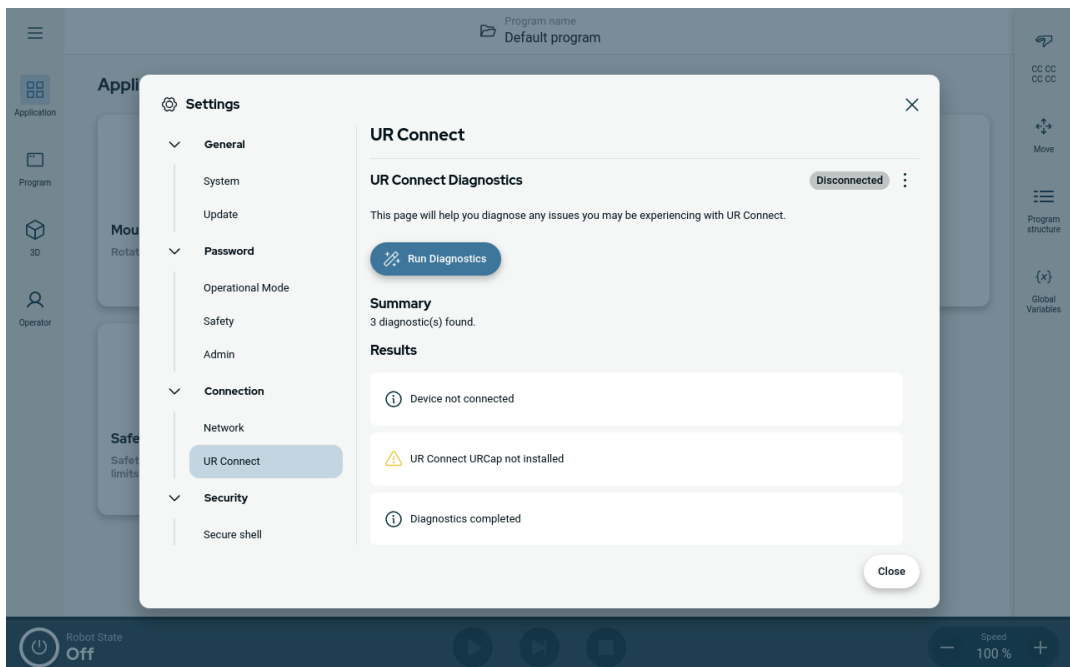 Program name
Default program
Application
Program
3D
Operator
Appli
Mou
Rotat
Safe
Safet
limits
Settings
General
System
Update
Password
Operational Mode
Safety
Admin
Connection
Network
UR Connect
Security
Secure shell
UR Connect
UR Connect Diagnostics
Disconnected
This page will help you diagnose any issues you may be experiencing with UR Connect.
Run Diagnostics
Summary
3 diagnostic(s) found.
Results
Device not connected
UR Connect URCap not installed
Diagnostics completed
Close
CC CC
CC CC
Move
Program
structure
{x}
Global
Variables
Robot State
Off
Speed
100 %